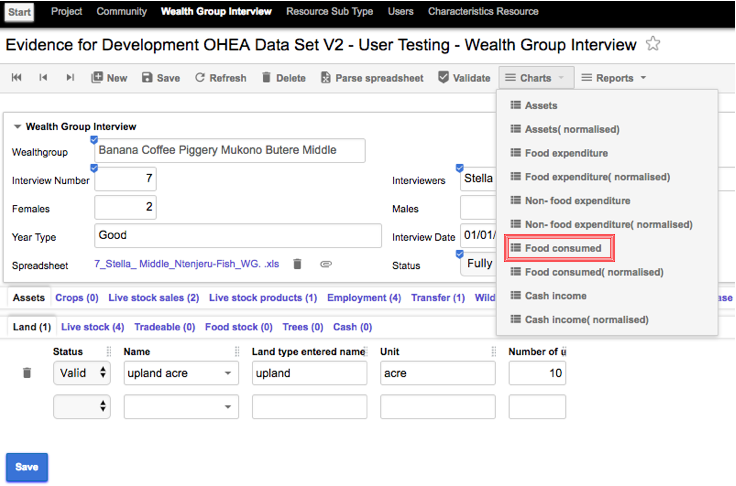 Start Project Community Wealth Group Interview Resource Sub Type Users Characteristics Resource
Evidence for Development OHEA Data Set V2 - User Testing - Wealth Group Interview
New Save Refresh Delete Parse spreadsheet Validate Charts Reports
Assets
Assets( normalised)
Food expenditure
Food expenditure( normalised)
Non- food expenditure
Non- food expenditure( normalised)
Food consumed
Food consumed( normalised)
Cash income
Cash income( normalised)
Wealth Group Interview
Wealthgroup Banana Coffee Piggery Mukono Butere Middle
Interview Number 7 Interviewers Stella
Females 2 Males
Year Type Good Interview Date 01/01/
Spreadsheet 7_Stella_ Middle_Ntenjeru-Fish_WG. .xls Status Fully
Assets Crops (0) Live stock sales (2) Live stock products (1) Employment (4) Transfer (1) Wild ase
Land (1) Live stock (4) Tradeable (0) Food stock (0) Trees (0) Cash (0)
Status Name Land type entered name Unit Number of u
Valid upland acre upland acre 10
Save